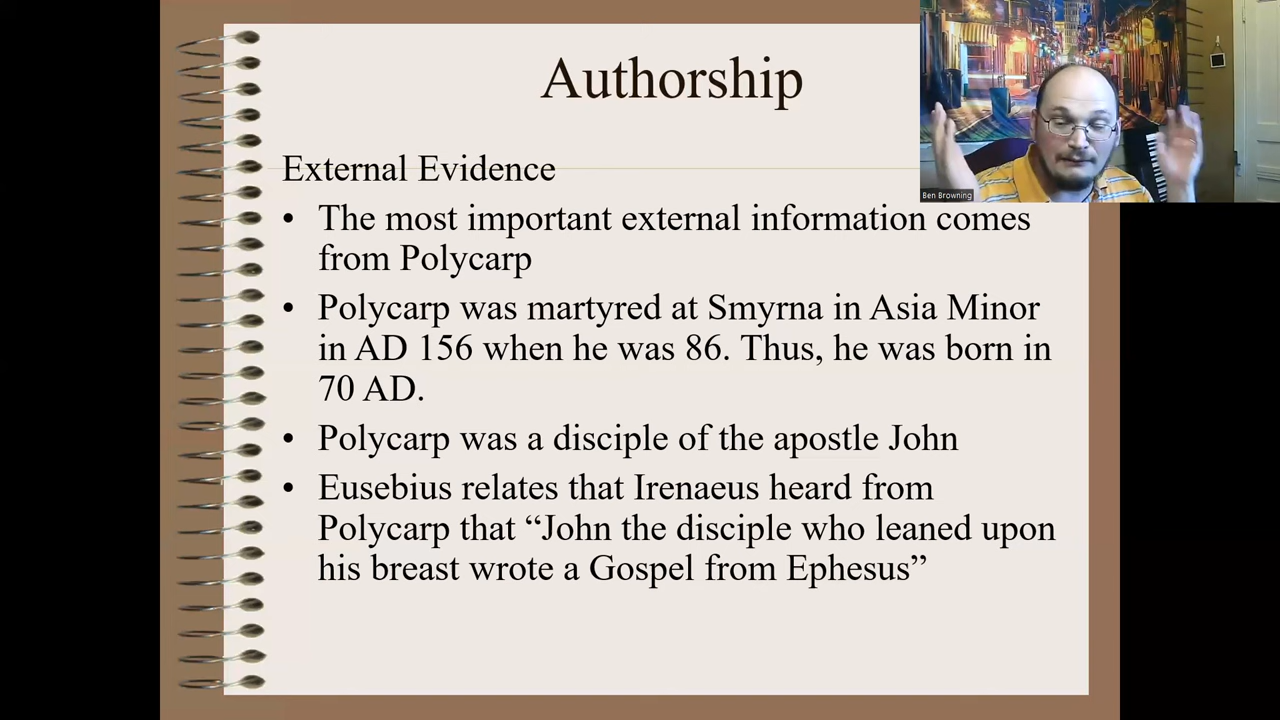 Authorship
Ben Browning
External Evidence
• The most important external information comes
from Polycarp
• Polycarp was martyred at Smyrna in Asia Minor
in AD 156 when he was 86. Thus, he was born in
70 AD.
• Polycarp was a disciple of the apostle John
• Eusebius relates that Irenaeus heard from
Polycarp that “John the disciple who leaned upon
his breast wrote a Gospel from Ephesus”